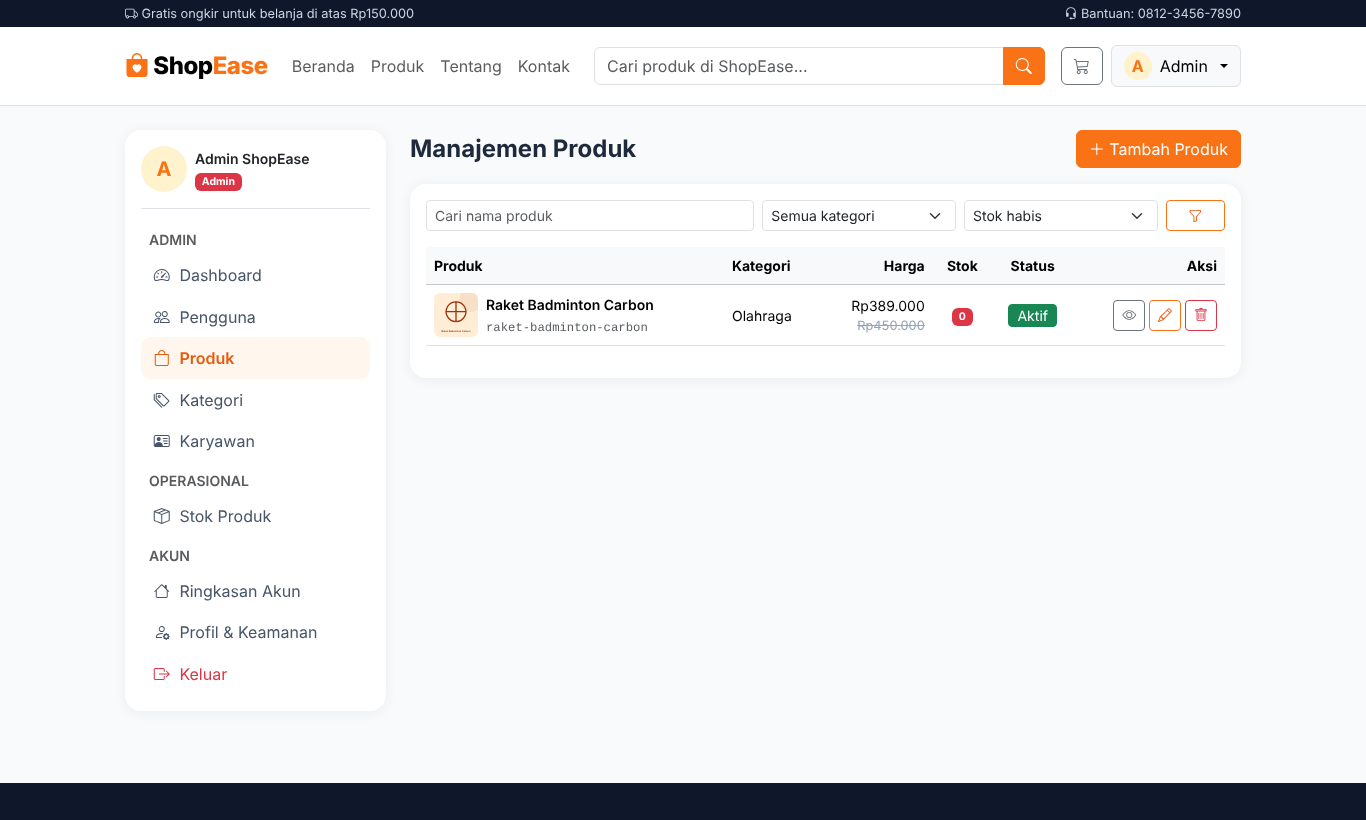 Gratis ongkir untuk belanja di atas Rp150.000
Bantuan: 0812-3456-7890
ShopEase
Beranda
Produk
Tentang
Kontak
Cari produk di ShopEase...
A
Admin
A
Admin ShopEase
Admin
ADMIN
Dashboard
Pengguna
Produk
Kategori
Karyawan
OPERASIONAL
Stok Produk
AKUN
Ringkasan Akun
Profil & Keamanan
Keluar
Manajemen Produk
+ Tambah Produk
Cari nama produk
Semua kategori
Stok habis
Produk Kategori Harga Stok Status Aksi
Raket Badminton Carbon
raket-badminton-carbon
Olahraga
Rp389.000
Rp450.000
0
Aktif